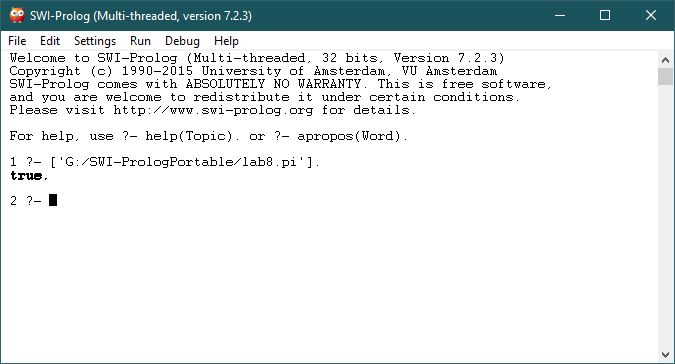 SWI-Prolog (Multi-threaded, version 7.2.3)
File Edit Settings Run Debug Help
Welcome to SWI-Prolog (Multi-threaded, 32 bits, Version 7.2.3)
Copyright (c) 1990-2015 University of Amsterdam, VU Amsterdam
SWI-Prolog comes with ABSOLUTELY NO WARRANTY. This is free software,
and you are welcome to redistribute it under certain conditions.
Please visit http://www.swi-prolog.org for details.
For help, use ?- help(Topic). or ?- apropos(Word).
1 ?- ['G:/SWI-PrologPortable/lab8.pi'].
true.
2 ?-